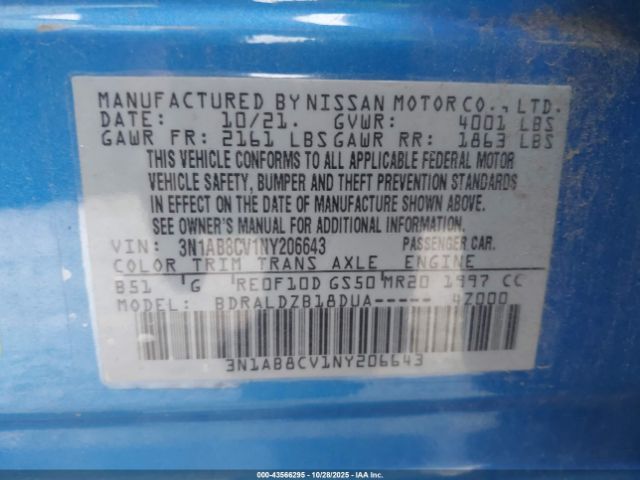 MANUFACTURED BY NISSAN MOTOR CO., LTD.
DATE: 10/21. GVWR: 4001 LBS
GAWR FR: 2161 LBS GAWR RR: 1863 LBS
THIS VEHICLE CONFORMS TO ALL APPLICABLE FEDERAL MOTOR
VEHICLE SAFETY, BUMPER AND THEFT PREVENTION STANDARDS
IN EFFECT ON THE DATE OF MANUFACTURE SHOWN ABOVE.
SEE OWNER'S MANUAL FOR ADDITIONAL INFORMATION.
VIN: 3N1AB8CV1NY206643 PASSENGER CAR.
COLOR TRIM TRANS AXLE ENGINE
B51 G RE0F10D GS50 MR20 1997 CC
MODEL: BDRALDZB18DUA----- 4Z000
3N1AB8CV1NY206643
000-43566295 - 10/28/2025 - IAA Inc.